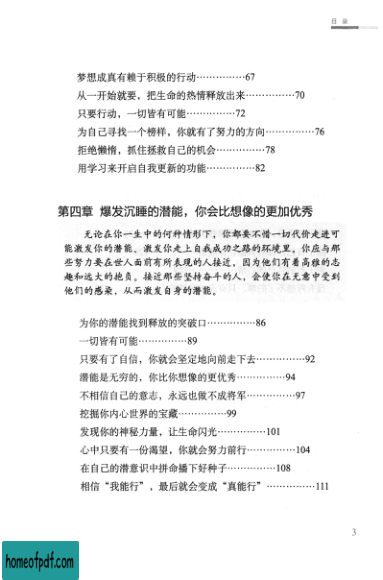 目 录
梦想成真有赖于积极的行动……………67
从一开始就要，把生命的热情释放出来……………70
只要行动，一切皆有可能……………72
为自己寻找一个榜样，你就有了努力的方向……………76
拒绝懒惰，抓住拯救自己的机会……………78
用学习来开启自我更新的功能……………82
第四章 爆发沉睡的潜能，你会比想像的更加优秀
无论在你一生中的何种情形下，你都要不惜一切代价走进可
能激发你的潜能、激发你走上自我成功之路的环境里。你应与那
些努力要在世人面前有所表现的人接近，因为他们有着高雅的志
趣和远大的抱负。接近那些坚持奋斗的人，会使你在无意中受到
他们的感染，从而激发自身的潜能。
为你的潜能找到释放的突破口……………86
一切皆有可能……………89
只要有了自信，你就会坚定地向前走下去……………92
潜能是无穷的，你比你想像的更优秀……………94
不相信自己的意志，永远也做不成将军……………97
挖掘你内心世界的宝藏……………99
发现你的神秘力量，让生命闪光……………101
心中只要有一份渴望，你就会努力前行……………104
在自己的潜意识中拼命播下好种子……………108
相信“我能行”，最后就会变成“真能行”……………111
3
homeofpdf.com